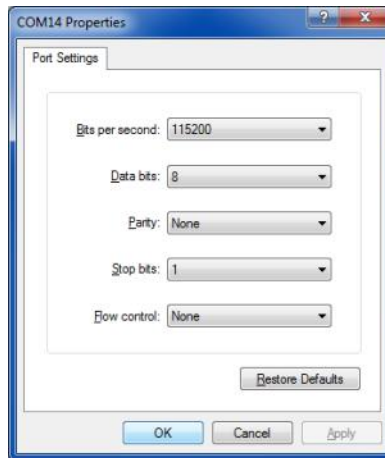 COM14 Properties
Port Settings
Bits per second: 115200
Data bits: 8
Parity: None
Stop bits: 1
Flow control: None
Restore Defaults
OK Cancel Apply